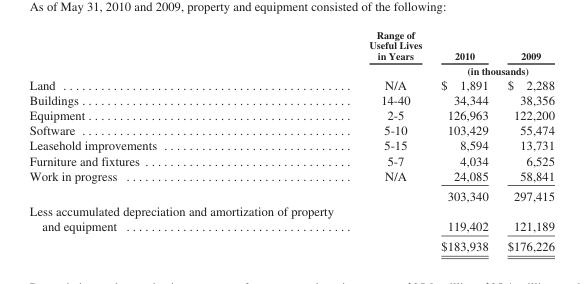 As of May 31, 2010 and 2009, property and equipment consisted of the following:
Range of
Useful Lives
in Years 2010 2009
(in thousands)
Land N/A $ 1,891 $ 2,288
Buildings 14-40 34,344 38,356
Equipment 2-5 126,963 122,200
Software 5-10 103,429 55,474
Leasehold improvements 5-15 8,594 13,731
Furniture and fixtures 5-7 4,034 6,525
Work in progress N/A 24,085 58,841
303,340 297,415
Less accumulated depreciation and amortization of property
and equipment 119,402 121,189
$183,938 $176,226